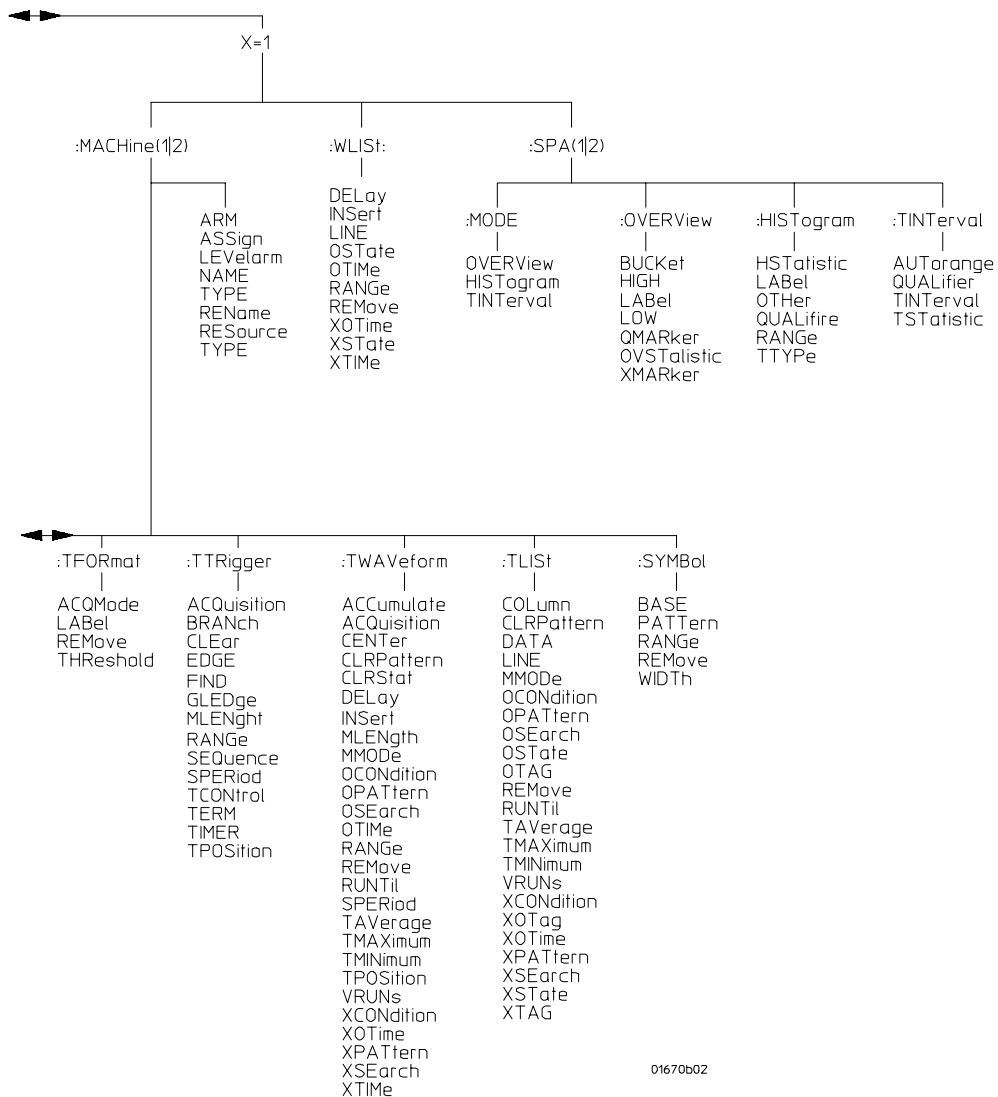 X=1
:MACHine(1|2)
:WLISt:
:SPA(1|2)
ARM
ASSign
LEVelarm
NAME
TYPE
REName
RESource
TYPE
DELay
INSert
LINE
OSTate
OTIMe
RANGe
REMove
XOTime
XSTate
XTIMe
:MODE
OVERView
HISTogram
TINTerval
:OVERView
BUCKet
HIGH
LABel
LOW
QMARker
OVSTalistic
XMARker
:HISTogram
HSTatistic
LABel
OTHer
QUALifire
RANGe
TTYPe
:TINTerval
AUTorange
QUALifier
TINTerval
TSTatistic
:TFORmat
ACQMode
LABel
REMove
THReshold
:TTRigger
ACQuisition
BRANch
CLEar
EDGE
FIND
GLEDge
MLENght
RANGe
SEQuence
SPERiod
TCONtrol
TERM
TIMER
TPOSition
:TWAVeform
ACCumulate
ACQuisition
CENTer
CLRPattern
CLRStat
DELay
INSert
MLENgth
MMODe
OCONdition
OPATtern
OSEarch
OTIMe
RANGe
REMove
RUNTil
SPERiod
TAVerage
TMAXimum
TMINimum
TPOSition
VRUNs
XCONdition
XOTime
XPATtern
XSEarch
XTIMe
:TLISt
COLumn
CLRPattern
DATA
LINE
MMODe
OCONdition
OPATtern
OSEarch
OSTate
OTAG
REMove
RUNTil
TAVerage
TMAXimum
TMINimum
VRUNs
XCONdition
XOTag
XOTime
XPATtern
XSEarch
XSTate
XTAG
:SYMBol
BASE
PATTern
RANGe
REMove
WIDTh
01670b02